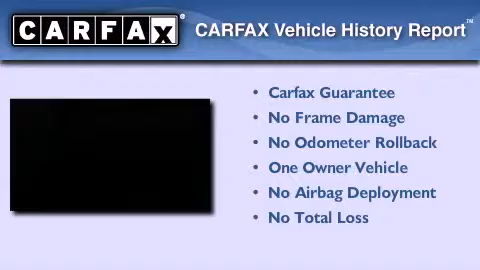 CARFAX® CARFAX Vehicle History Report™
• Carfax Guarantee
• No Frame Damage
• No Odometer Rollback
• One Owner Vehicle
• No Airbag Deployment
• No Total Loss